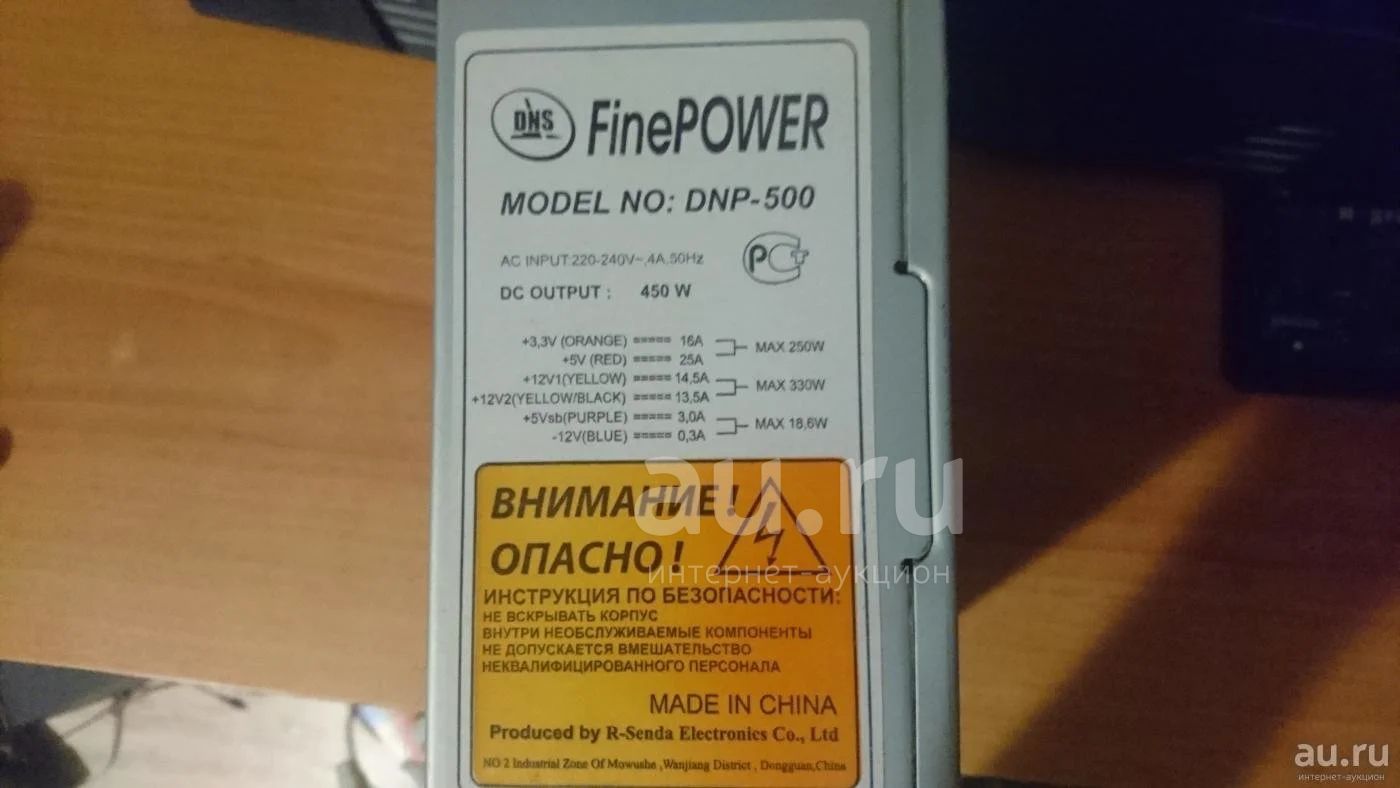 DNS FinePOWER
MODEL NO: DNP-500
AC INPUT:220-240V~,4A,50Hz
DC OUTPUT : 450 W
+3,3V (ORANGE) ===== 16A
+5V (RED) ===== 25A
MAX 250W
+12V1(YELLOW) ===== 14,5A
+12V2(YELLOW/BLACK) ===== 13,5A
MAX 330W
+5Vsb(PURPLE) ===== 3,0A
-12V(BLUE) ===== 0,3A
MAX 18,6W
ВНИМАНИЕ!
ОПАСНО!
ИНСТРУКЦИЯ ПО БЕЗОПАСНОСТИ:
НЕ ВСКРЫВАТЬ КОРПУС
ВНУТРИ НЕОБСЛУЖИВАЕМЫЕ КОМПОНЕНТЫ
НЕ ДОПУСКАЕТСЯ ВМЕШАТЕЛЬСТВО
НЕКВАЛИФИЦИРОВАННОГО ПЕРСОНАЛА
MADE IN CHINA
Produced by R-Senda Electronics Co., Ltd
NO 2 Industrial Zone Of Mowushe ,Wanjiang District , Dongguan,China
au.ru
интернет-аукцион
au.ru
интернет-аукцион